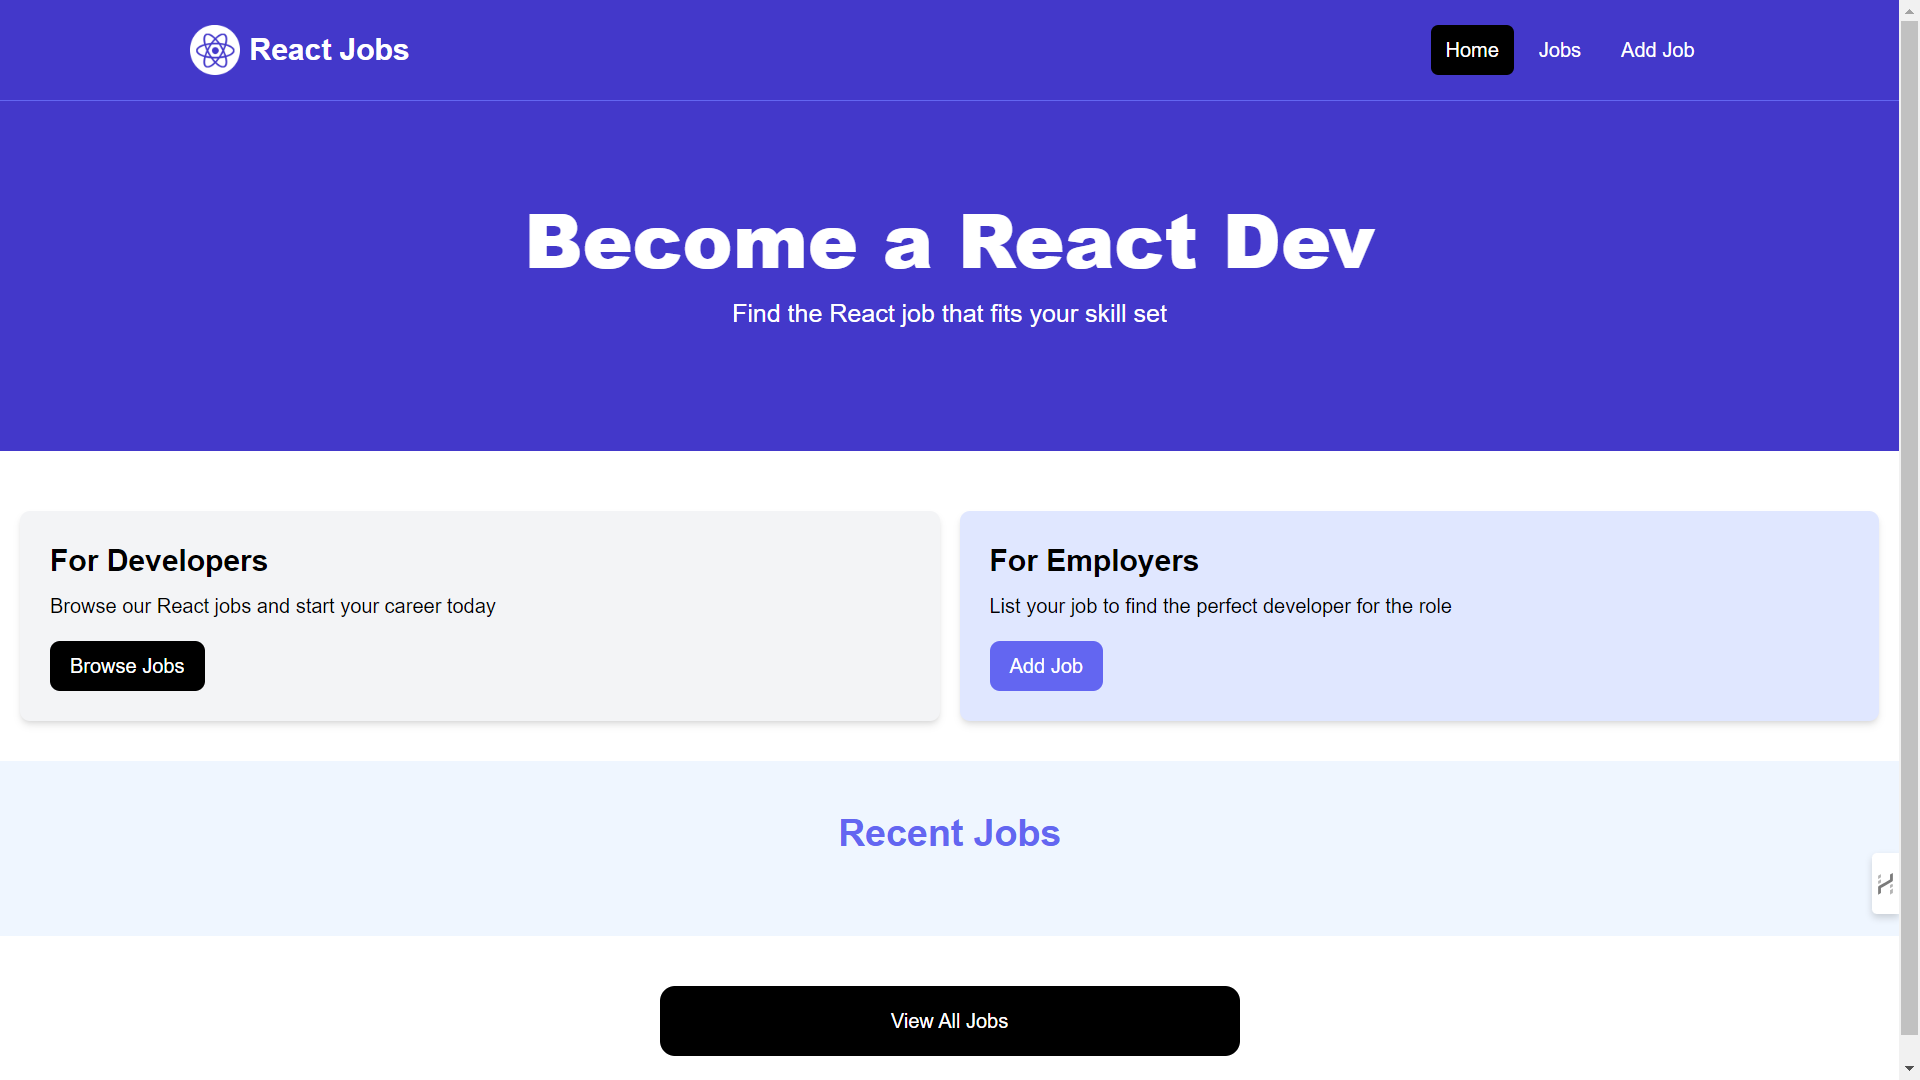 React Jobs
Home
Jobs
Add Job
Become a React Dev
Find the React job that fits your skill set
For Developers
Browse our React jobs and start your career today
Browse Jobs
For Employers
List your job to find the perfect developer for the role
Add Job
Recent Jobs
View All Jobs